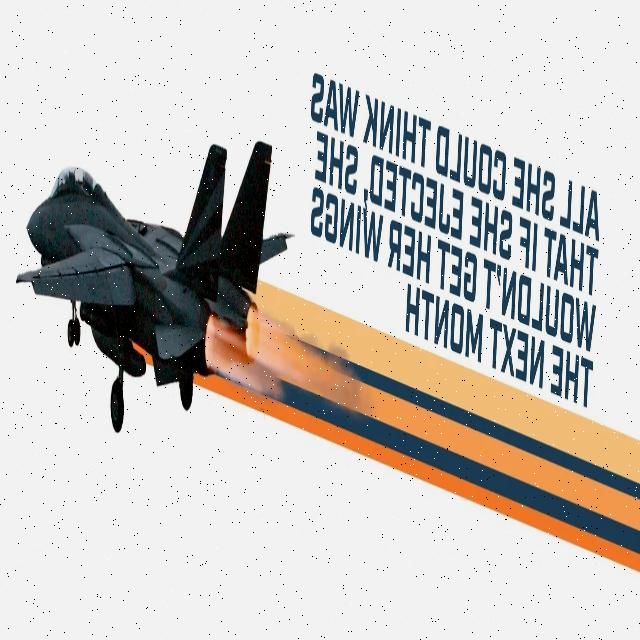 ALL SHE COULD THINK WAS
THAT IF SHE EJECTED, SHE
WOULDN'T GET HER WINGS
THE NEXT MONTH